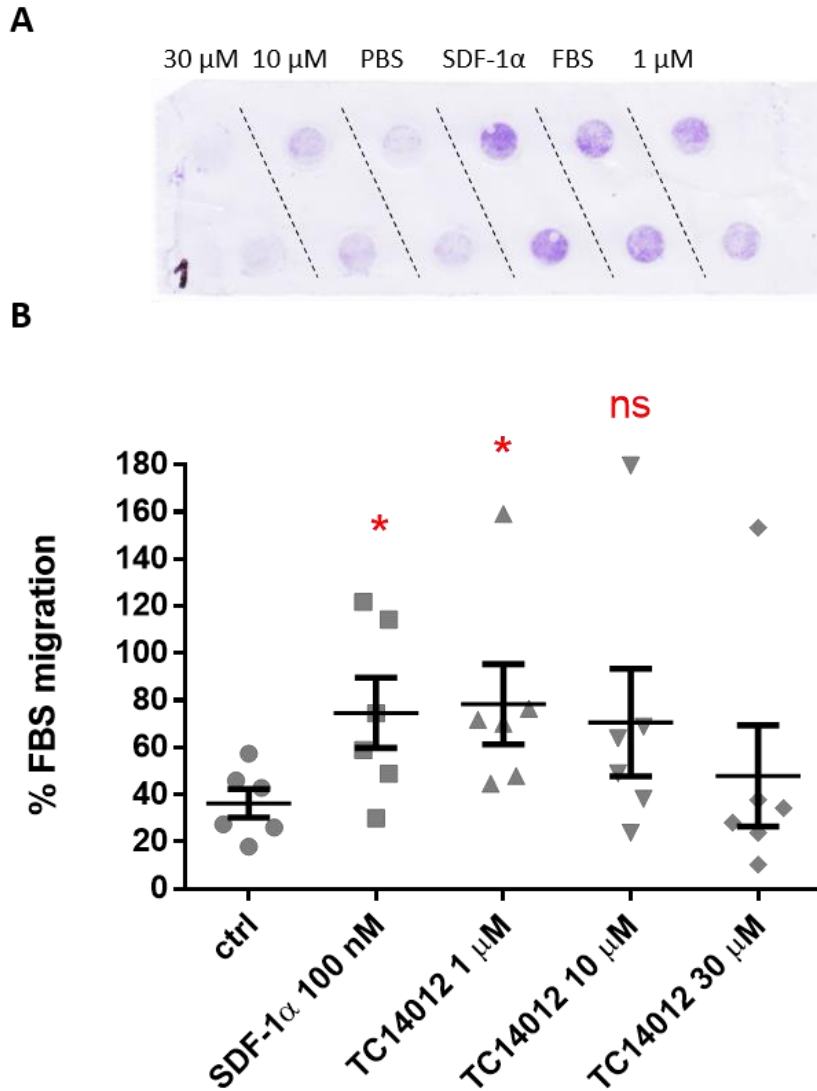 A
30 µM 10 µM PBS SDF-1α FBS 1 µM
1
B
ns
*
*
180
160
140
120
100
80
60
40
20
0
% FBS migration
ctrl
SDF-1α 100 nM
TC14012 1 µM
TC14012 10 µM
TC14012 30 µM